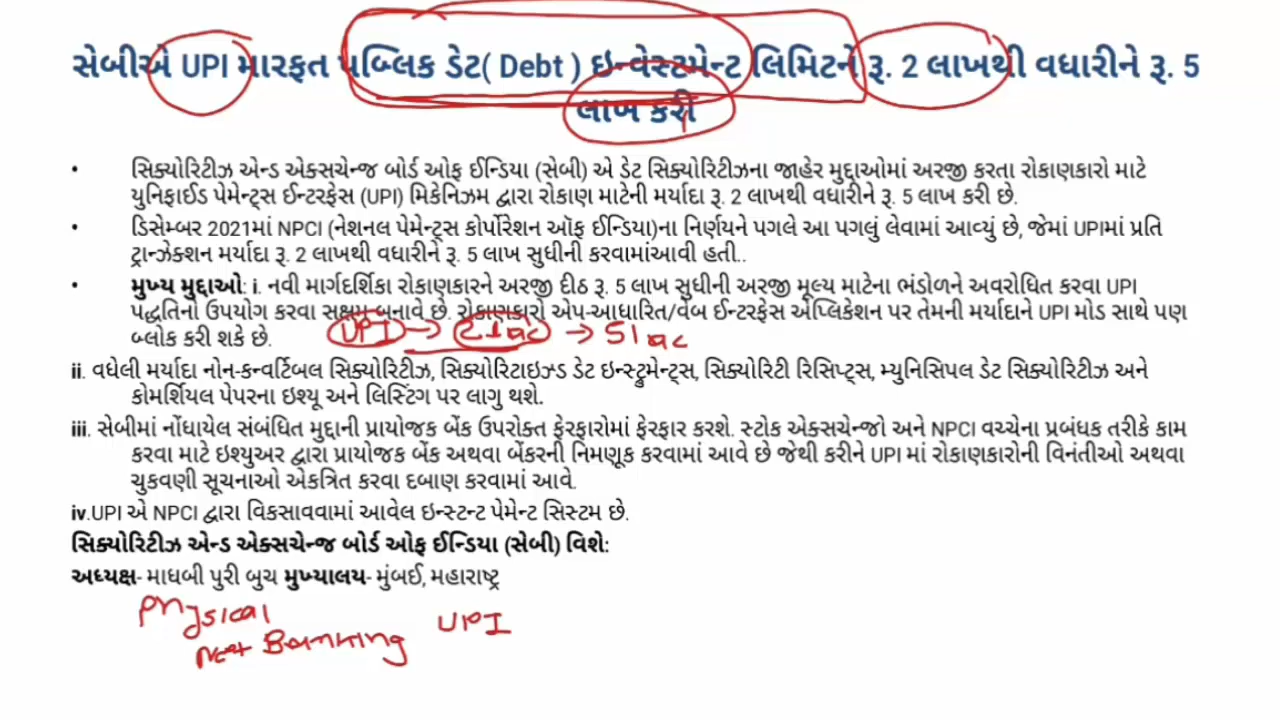 સેબીએ UPI મારફત પબ્લિક ડેટ( Debt ) ઇન્વેસ્ટમેન્ટ લિમિટને રૂ. 2 લાખથી વધારીને રૂ. 5
લાખ કરી
• સિક્યોરિટીઝ એન્ડ એક્સચેન્જ બોર્ડ ઓફ ઈન્ડિયા (સેબી) એ ડેટ સિક્યોરિટીઝના જાહેર મુદ્દાઓમાં અરજી કરતા રોકાણકારો માટે
યુનિફાઈડ પેમેન્ટ્સ ઈન્ટરફેસ (UPI) મિકેનિઝમ દ્વારા રોકાણ માટેની મર્યાદા રૂ. 2 લાખથી વધારીને રૂ. 5 લાખ કરી છે.
• ડિસેમ્બર 2021માં NPCI (નેશનલ પેમેન્ટ્સ કોર્પોરેશન ઑફ ઈન્ડિયા)ના નિર્ણયને પગલે આ પગલું લેવામાં આવ્યું છે, જેમાં UPIમાં પ્રતિ
ટ્રાન્ઝેક્શન મર્યાદા રૂ. 2 લાખથી વધારીને રૂ. 5 લાખ સુધીની કરવામાંઆવી હતી..
• મુખ્ય મુદ્દાઓ: i. નવી માર્ગદર્શિકા રોકાણકારને અરજી દીઠ રૂ. 5 લાખ સુધીની અરજી મૂલ્ય માટેના ભંડોળને અવરોધિત કરવા UPI
પદ્ધતિનો ઉપયોગ કરવા સક્ષમ બનાવે છે. રોકાણકારો એપ-આધારિત/વેબ ઈન્ટરફેસ એપ્લિકેશન પર તેમની મર્યાદાને UPI મોડ સાથે પણ
બ્લોક કરી શકે છે.
UPI → 2 lac → 5 lac
ii. વધેલી મર્યાદા નોન-કન્વર્ટિબલ સિક્યોરિટીઝ, સિક્યોરિટાઇઝ્ડ ડેટ ઇન્સ્ટ્રુમેન્ટ્સ, સિક્યોરિટી રિસિપ્ટ્સ, મ્યુનિસિપલ ડેટ સિક્યોરિટીઝ અને
કોમર્શિયલ પેપરના ઇશ્યૂ અને લિસ્ટિંગ પર લાગુ થશે.
iii. સેબીમાં નોંધાયેલ સંબંધિત મુદ્દાની પ્રાયોજક બેંક ઉપરોક્ત ફેરફારોમાં ફેરફાર કરશે. સ્ટોક એક્સચેન્જો અને NPCI વચ્ચેના પ્રબંધક તરીકે કામ
કરવા માટે ઇશ્યુઅર દ્વારા પ્રાયોજક બેંક અથવા બેંકરની નિમણૂક કરવામાં આવે છે જેથી કરીને UPI માં રોકાણકારોની વિનંતીઓ અથવા
ચુકવણી સૂચનાઓ એકત્રિત કરવા દબાણ કરવામાં આવે.
iv.UPI એ NPCI દ્વારા વિકસાવવામાં આવેલ ઇન્સ્ટન્ટ પેમેન્ટ સિસ્ટમ છે.
સિક્યોરિટીઝ એન્ડ એક્સચેન્જ બોર્ડ ઓફ ઈન્ડિયા (સેબી) વિશે:
અધ્યક્ષ- માધબી પુરી બુચ મુખ્યાલય- મુંબઈ, મહારાષ્ટ્ર
Physical
Net Banking UPI